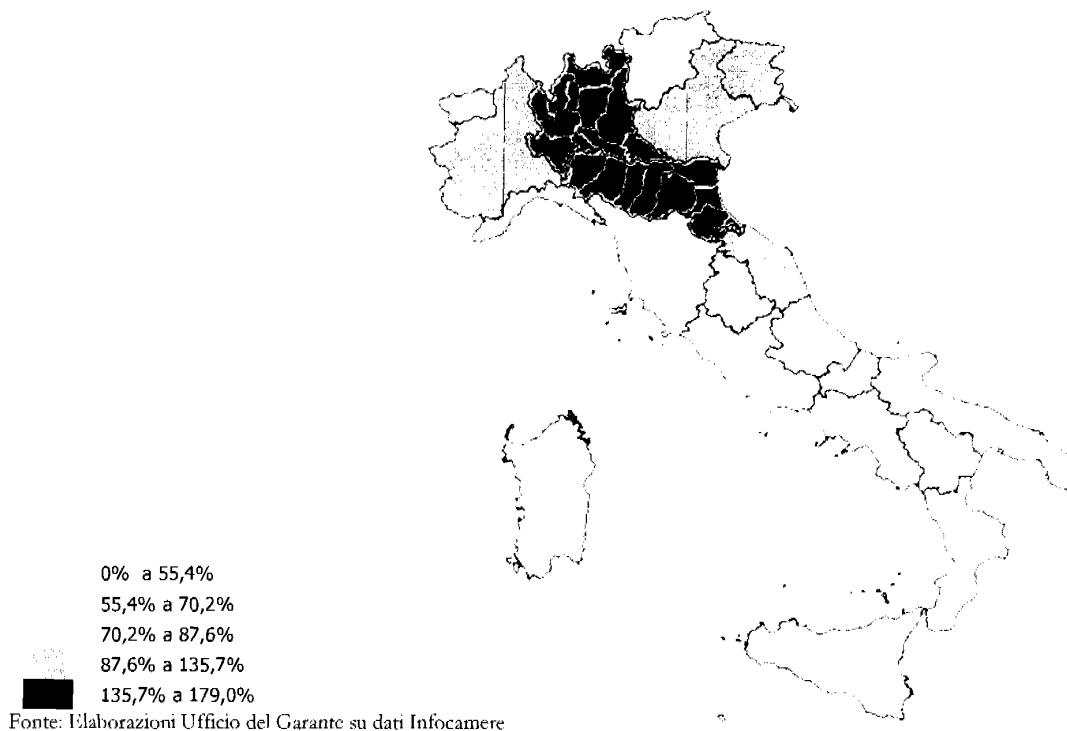 0% a 55,4%
55,4% a 70,2%
70,2% a 87,6%
87,6% a 135,7%
135,7% a 179,0%
Fonte: Elaborazioni Ufficio del Garante su dati Infocamere